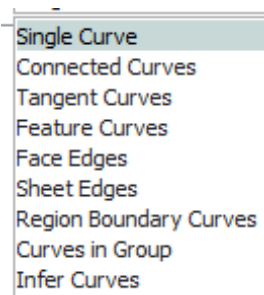 Single Curve
Connected Curves
Tangent Curves
Feature Curves
Face Edges
Sheet Edges
Region Boundary Curves
Curves in Group
Infer Curves